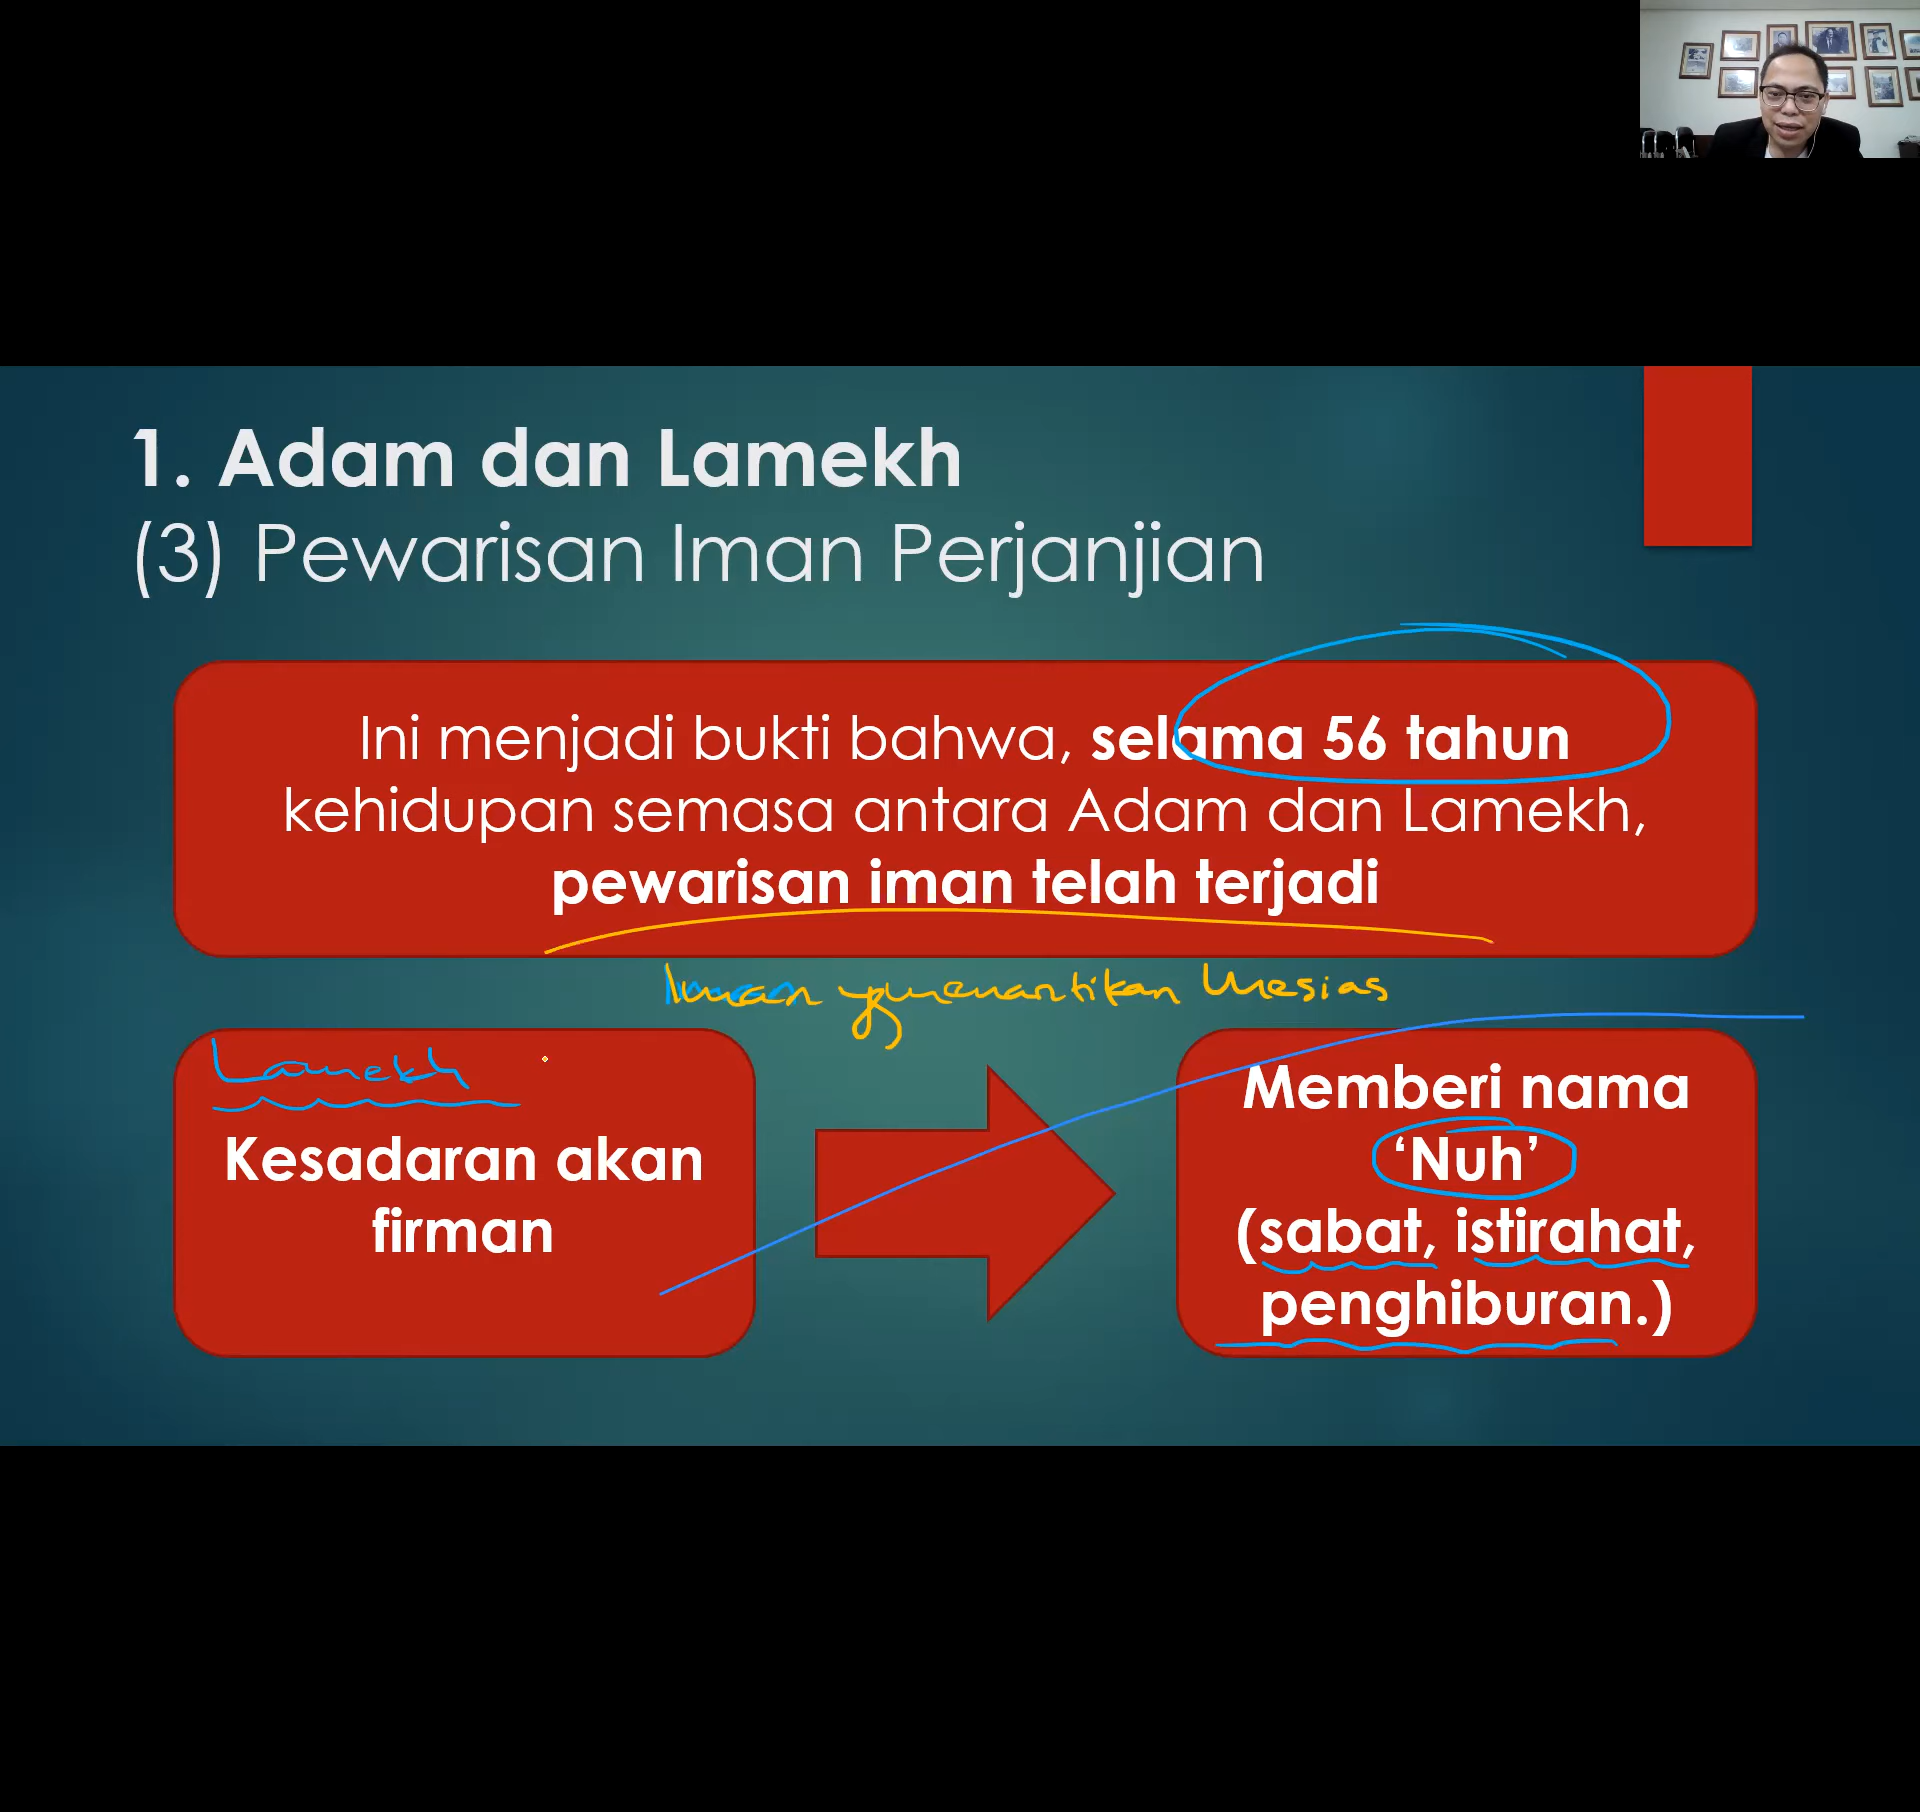 1. Adam dan Lamekh
(3) Pewarisan Iman Perjanjian
Ini menjadi bukti bahwa, selama 56 tahun
kehidupan semasa antara Adam dan Lamekh,
pewarisan iman telah terjadi
Iman yg menantikan Mesias
Lamekh
Kesadaran akan
firman
Memberi nama
‘Nuh’
(sabat, istirahat,
penghiburan.)